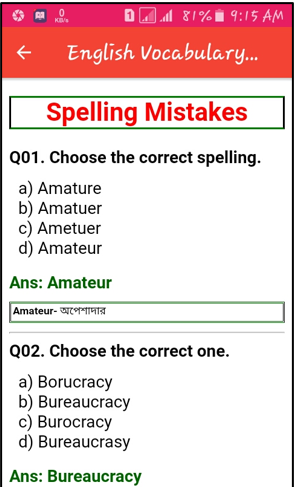 0
KB/s
1
81%
9:15 AM
English Vocabulary...
Spelling Mistakes
Q01. Choose the correct spelling.
a) Amature
b) Amatuer
c) Ametuer
d) Amateur
Ans: Amateur
Amateur- অপেশাদার
Q02. Choose the correct one.
a) Borucracy
b) Bureaucracy
c) Burocracy
d) Bureaucrasy
Ans: Bureaucracy